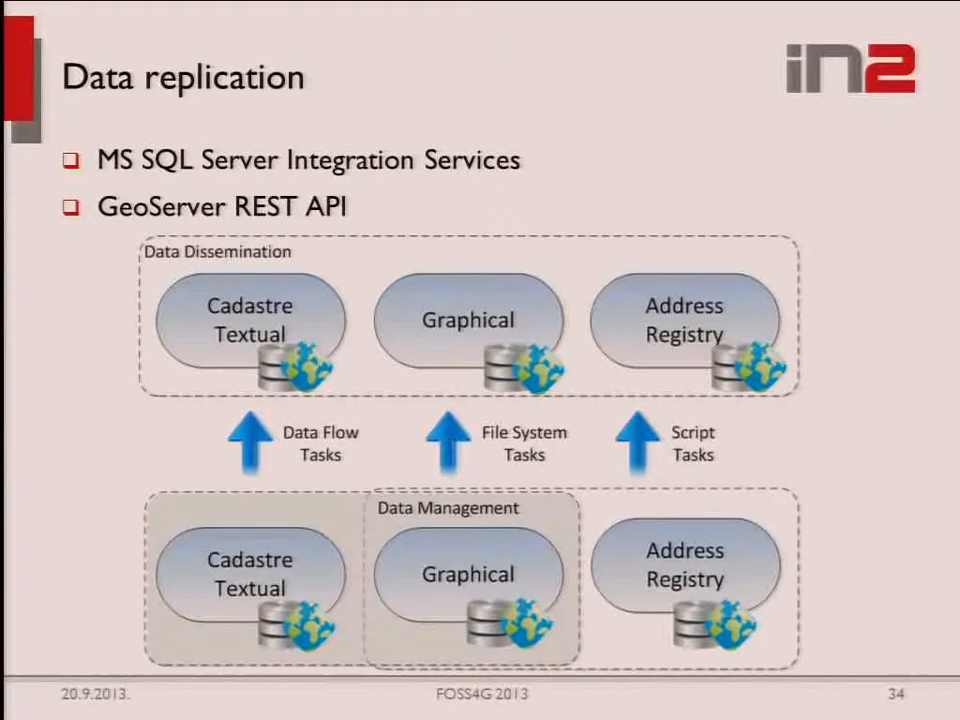 Data replication
in2
MS SQL Server Integration Services
GeoServer REST API
Data Dissemination
Cadastre
Textual
Graphical
Address
Registry
Data Flow
Tasks
File System
Tasks
Script
Tasks
Data Management
Cadastre
Textual
Graphical
Address
Registry
20.9.2013.
FOSS4G 2013
34